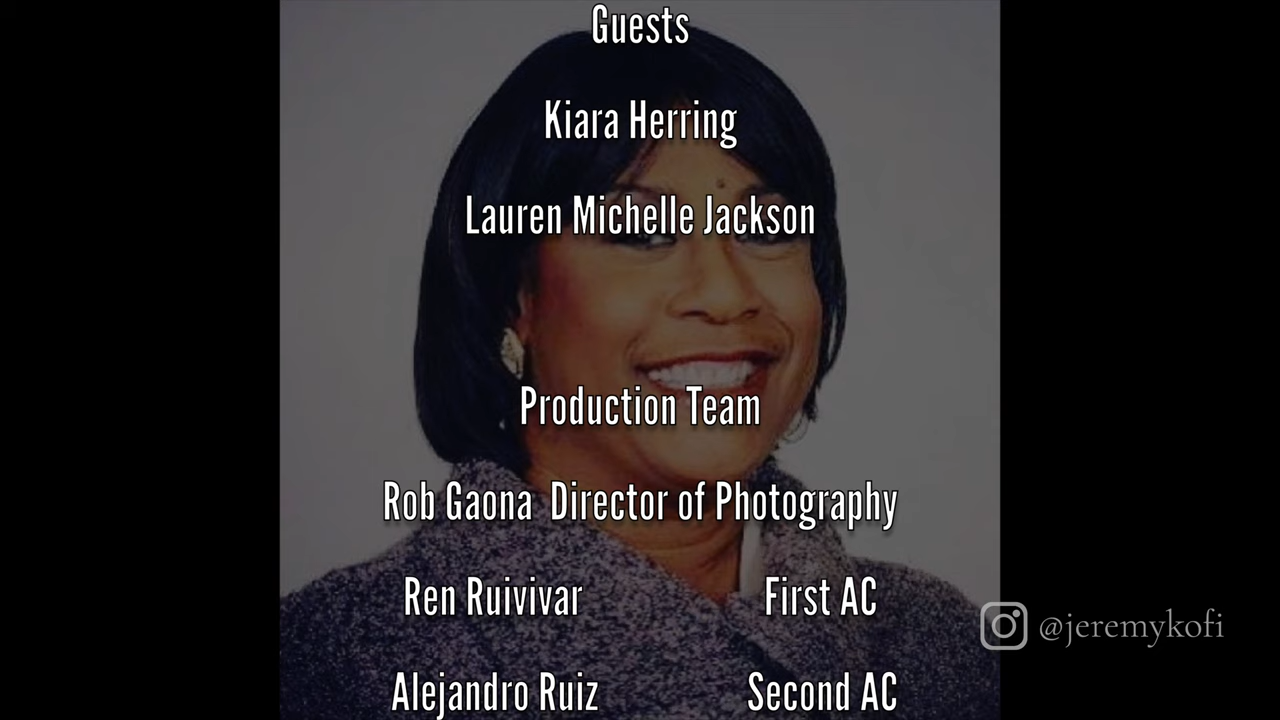 Guests
Kiara Herring
Lauren Michelle Jackson
Production Team
Rob Gaona Director of Photography
Ren Ruivivar First AC
@jeremykofi
Alejandro Ruiz Second AC